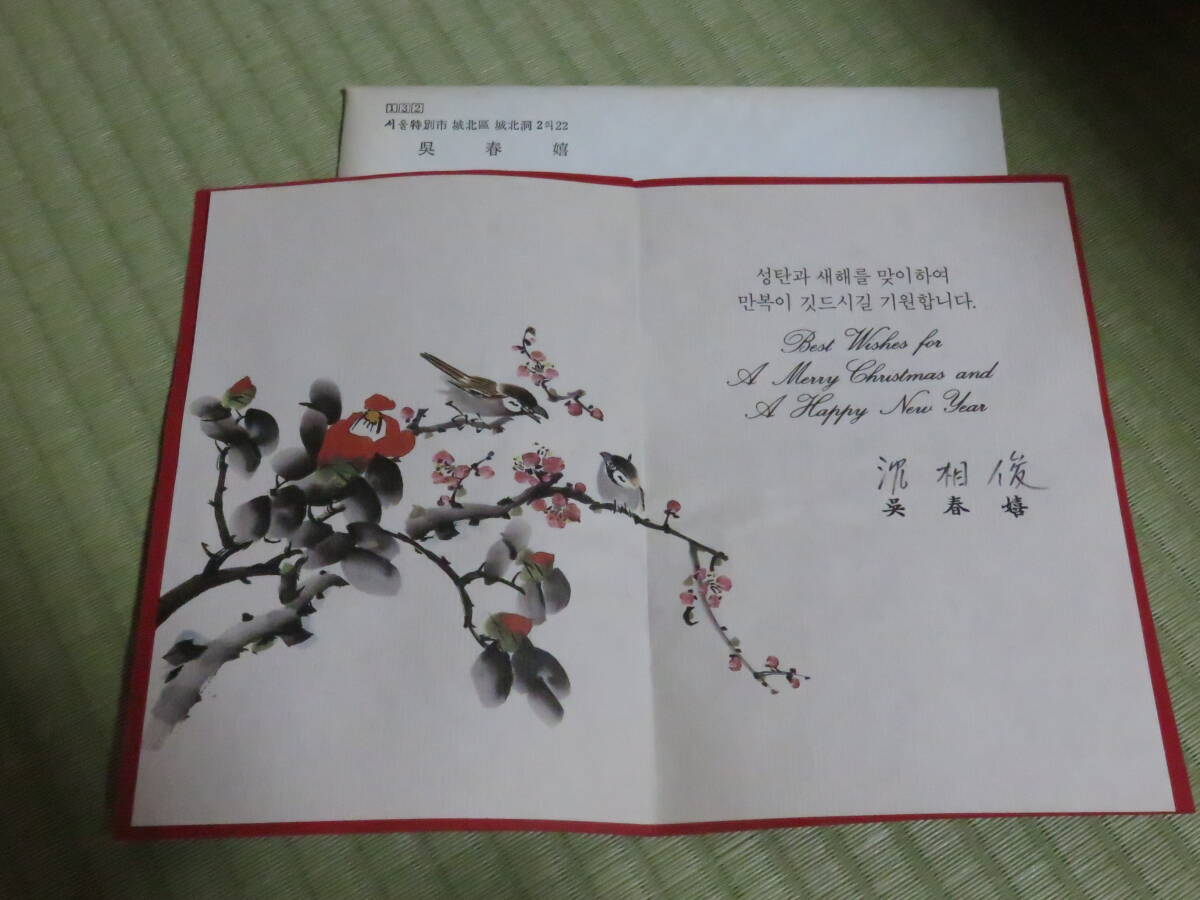 132
서울特別市 城北區 城北洞 2의22
吳 春 嬉
성탄과 새해를 맞이하여
만복이 깃드시길 기원합니다.
Best Wishes for
A Merry Christmas and
A Happy New Year
沈 相 俊
吳 春 嬉